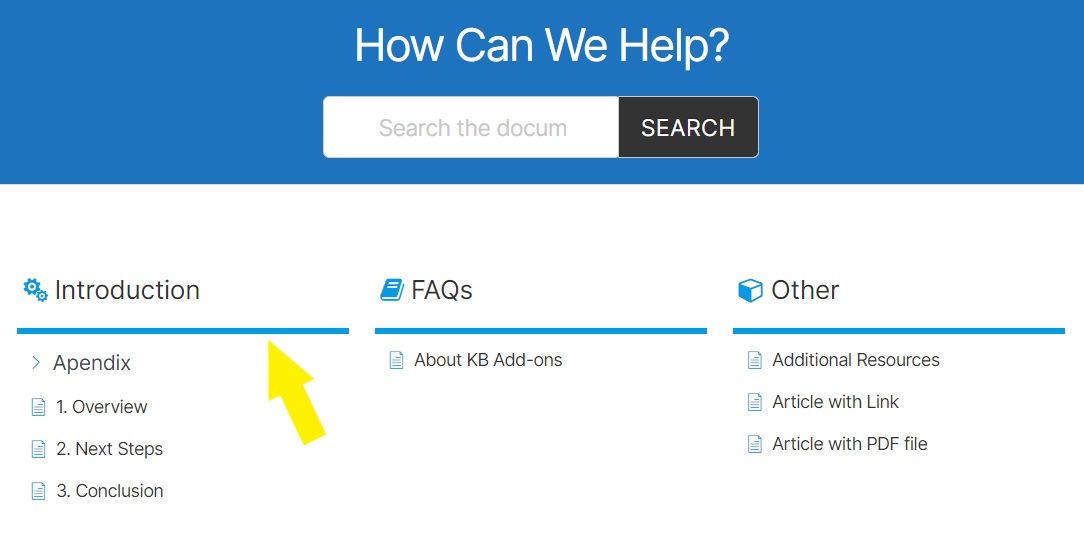 How Can We Help?
Search the docum
SEARCH
Introduction
Apendix
1. Overview
2. Next Steps
3. Conclusion
FAQs
About KB Add-ons
Other
Additional Resources
Article with Link
Article with PDF file